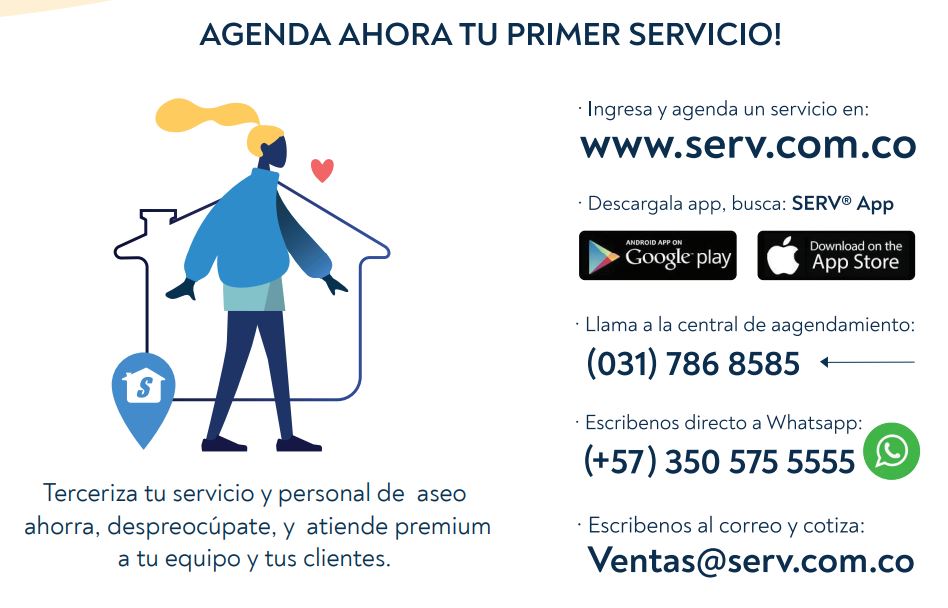 AGENDA AHORA TU PRIMER SERVICIO!
· Ingresa y agenda un servicio en:
www.serv.com.co
· Descargala app, busca: SERV® App
ANDROID APP ON
Google play
Download on the
App Store
· Llama a la central de aagendamiento:
(031) 786 8585
· Escribenos directo a Whatsapp:
(+57) 350 575 5555
· Escribenos al correo y cotiza:
Ventas@serv.com.co
S
Terceriza tu servicio y personal de aseo
ahorra, despreocúpate, y atiende premium
a tu equipo y tus clientes.